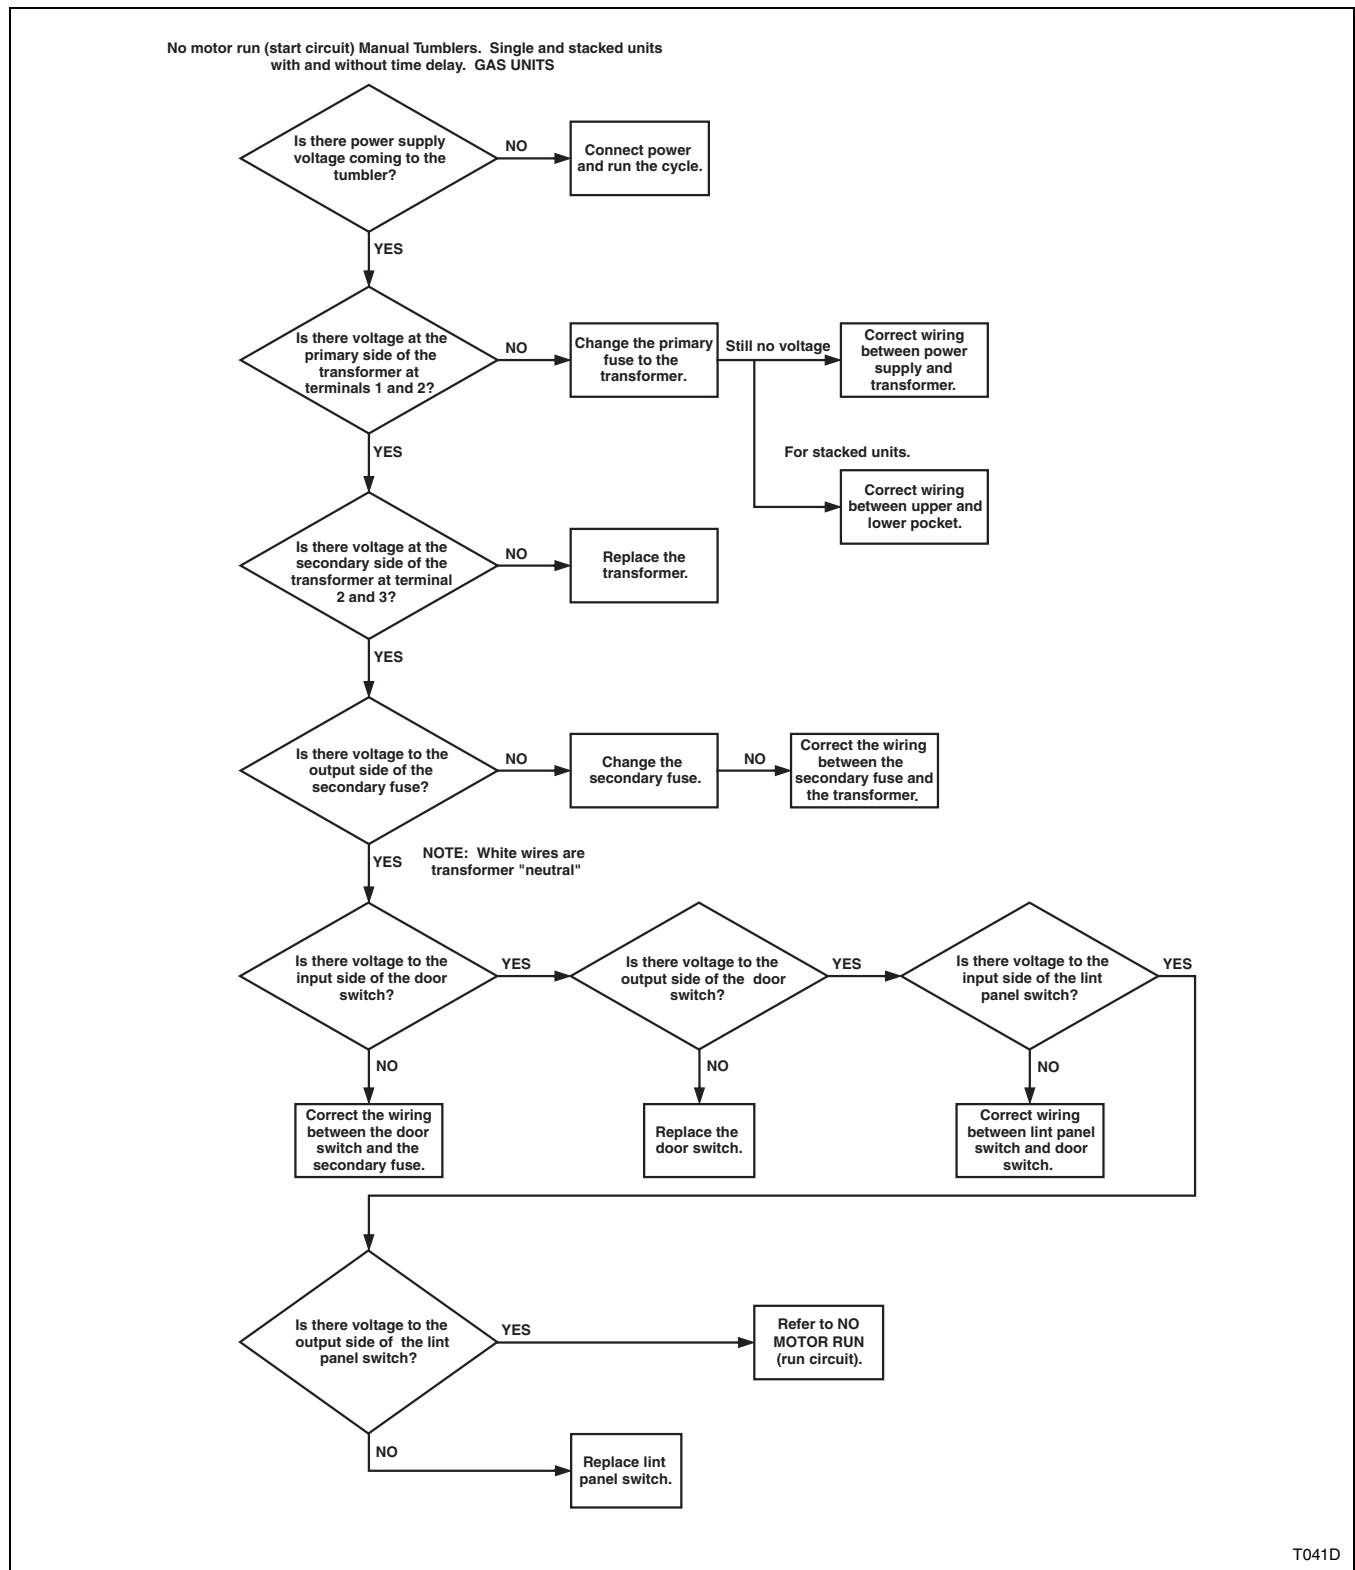 No motor run (start circuit) Manual Tumblers. Single and stacked units
with and without time delay. GAS UNITS
Is there power supply
voltage coming to the
tumbler?
NO
Connect power
and run the cycle.
YES
Is there voltage at the
primary side of the
transformer at
terminals 1 and 2?
NO
Change the primary
fuse to the
transformer.
Still no voltage
Correct wiring
between power
supply and
transformer.
YES
For stacked units.
Correct wiring
between upper and
lower pocket.
Is there voltage at the
secondary side of the
transformer at terminal
2 and 3?
NO
Replace the
transformer.
YES
Is there voltage to the
output side of the
secondary fuse?
NO
Change the
secondary fuse.
NO
Correct the wiring
between the
secondary fuse and
the transformer.
YES
NOTE: White wires are
transformer "neutral"
Is there voltage to the
input side of the door
switch?
YES
Is there voltage to the
output side of the door
switch?
YES
Is there voltage to the
input side of the lint
panel switch?
YES
NO
Correct the wiring
between the door
switch and the
secondary fuse.
NO
Replace the
door switch.
NO
Correct wiring
between lint panel
switch and door
switch.
Is there voltage to the
output side of the lint
panel switch?
YES
Refer to NO
MOTOR RUN
(run circuit).
NO
Replace lint
panel switch.
T041D